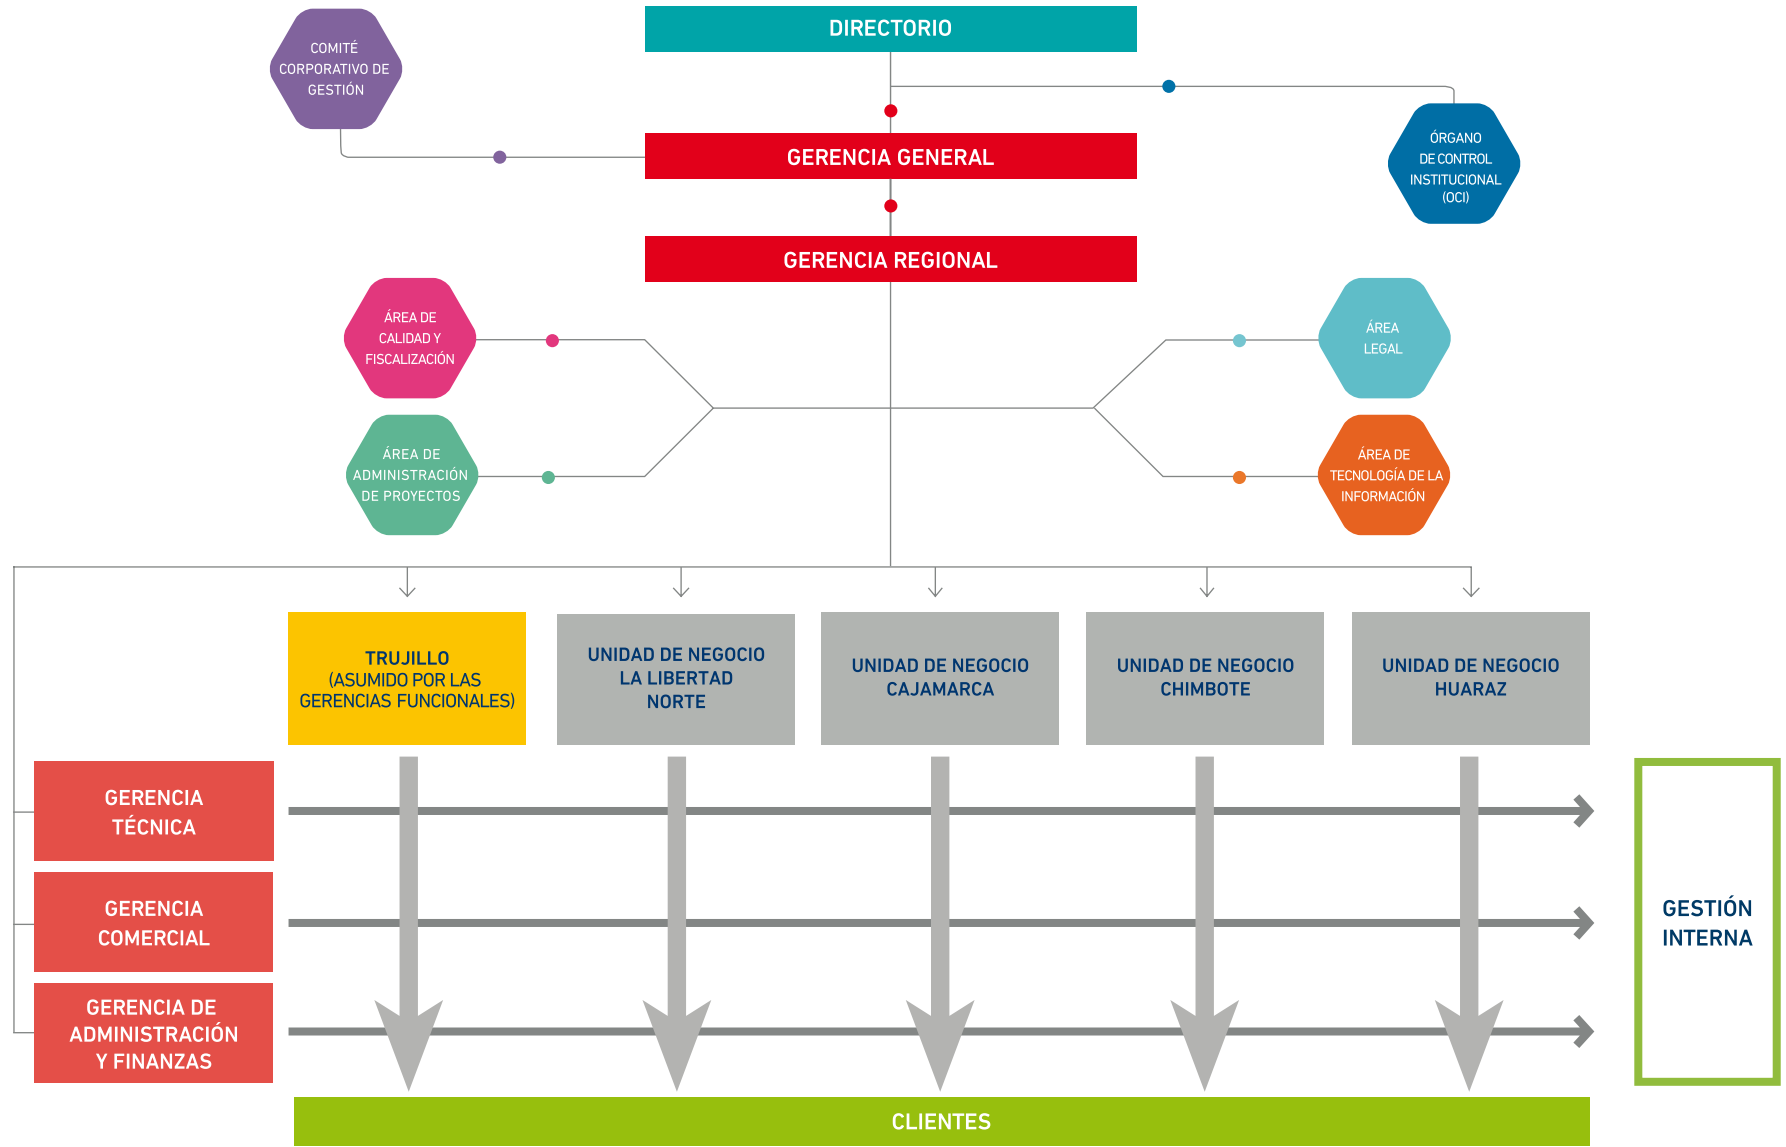 DIRECTORIO
COMITÉ
CORPORATIVO DE
GESTIÓN
GERENCIA GENERAL
ÓRGANO
DE CONTROL
INSTITUCIONAL
(OCI)
GERENCIA REGIONAL
ÁREA DE
CALIDAD Y
FISCALIZACIÓN
ÁREA
LEGAL
ÁREA DE
ADMINISTRACIÓN
DE PROYECTOS
ÁREA DE
TECNOLOGÍA DE LA
INFORMACIÓN
TRUJILLO
(ASUMIDO POR LAS
GERENCIAS FUNCIONALES)
UNIDAD DE NEGOCIO
LA LIBERTAD
NORTE
UNIDAD DE NEGOCIO
CAJAMARCA
UNIDAD DE NEGOCIO
CHIMBOTE
UNIDAD DE NEGOCIO
HUARAZ
GERENCIA
TÉCNICA
GERENCIA
COMERCIAL
GERENCIA DE
ADMINISTRACIÓN
Y FINANZAS
GESTIÓN
INTERNA
CLIENTES